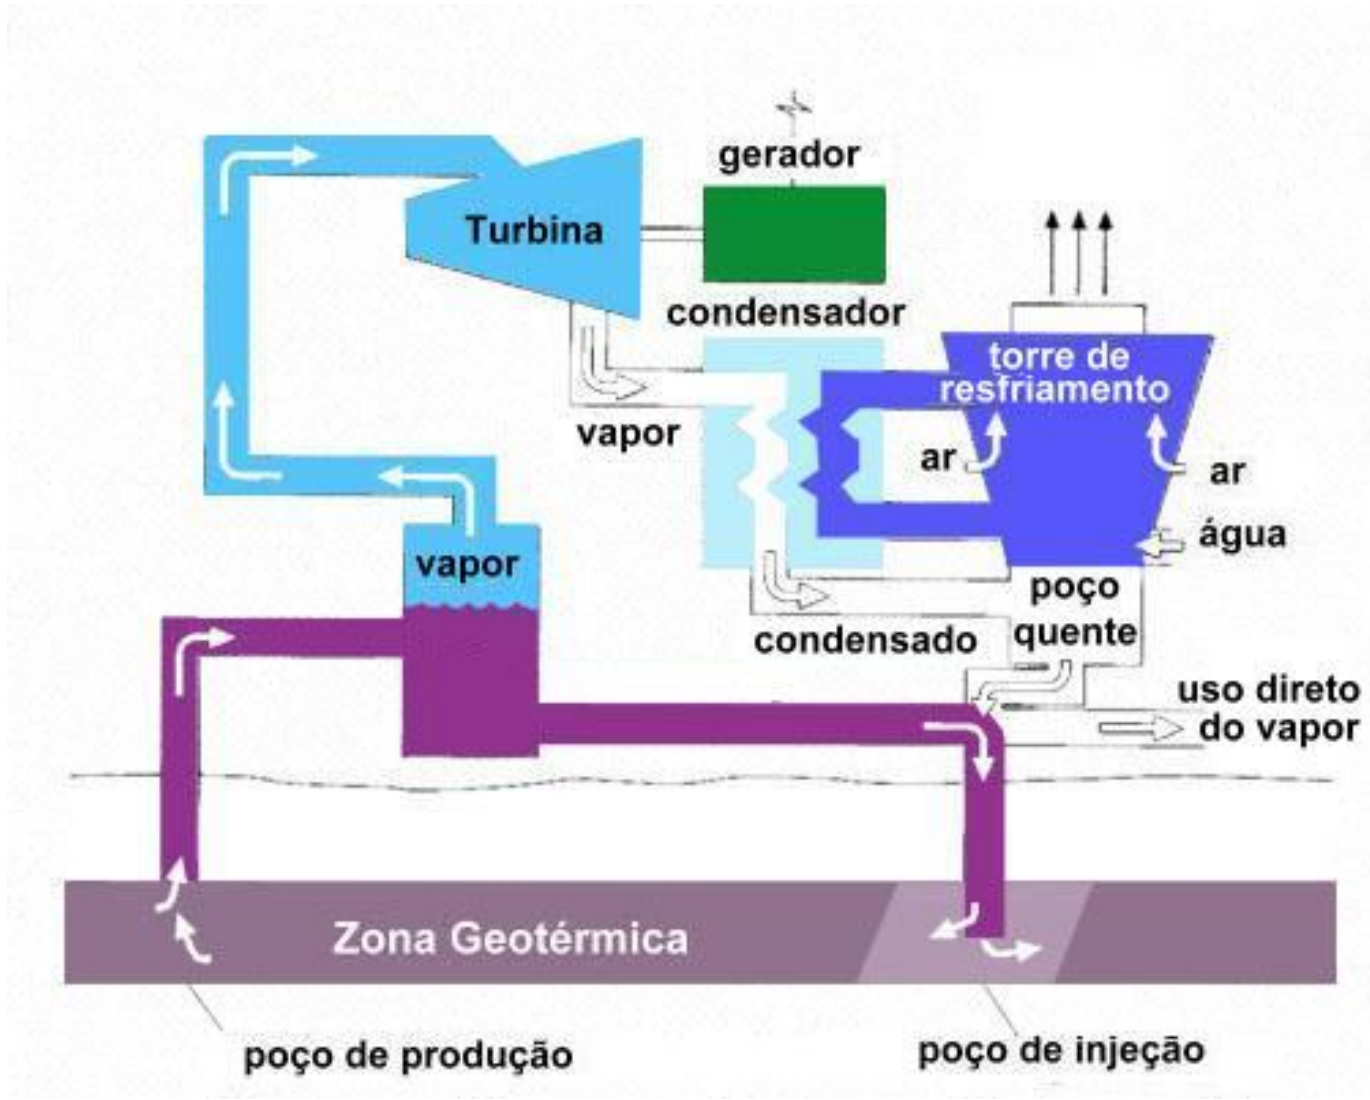 gerador
Turbina
condensador
torre de
resfriamento
vapor
ar
ar
água
vapor
poço
quente
condensado
uso direto
do vapor
Zona Geotérmica
poço de produção
poço de injeção